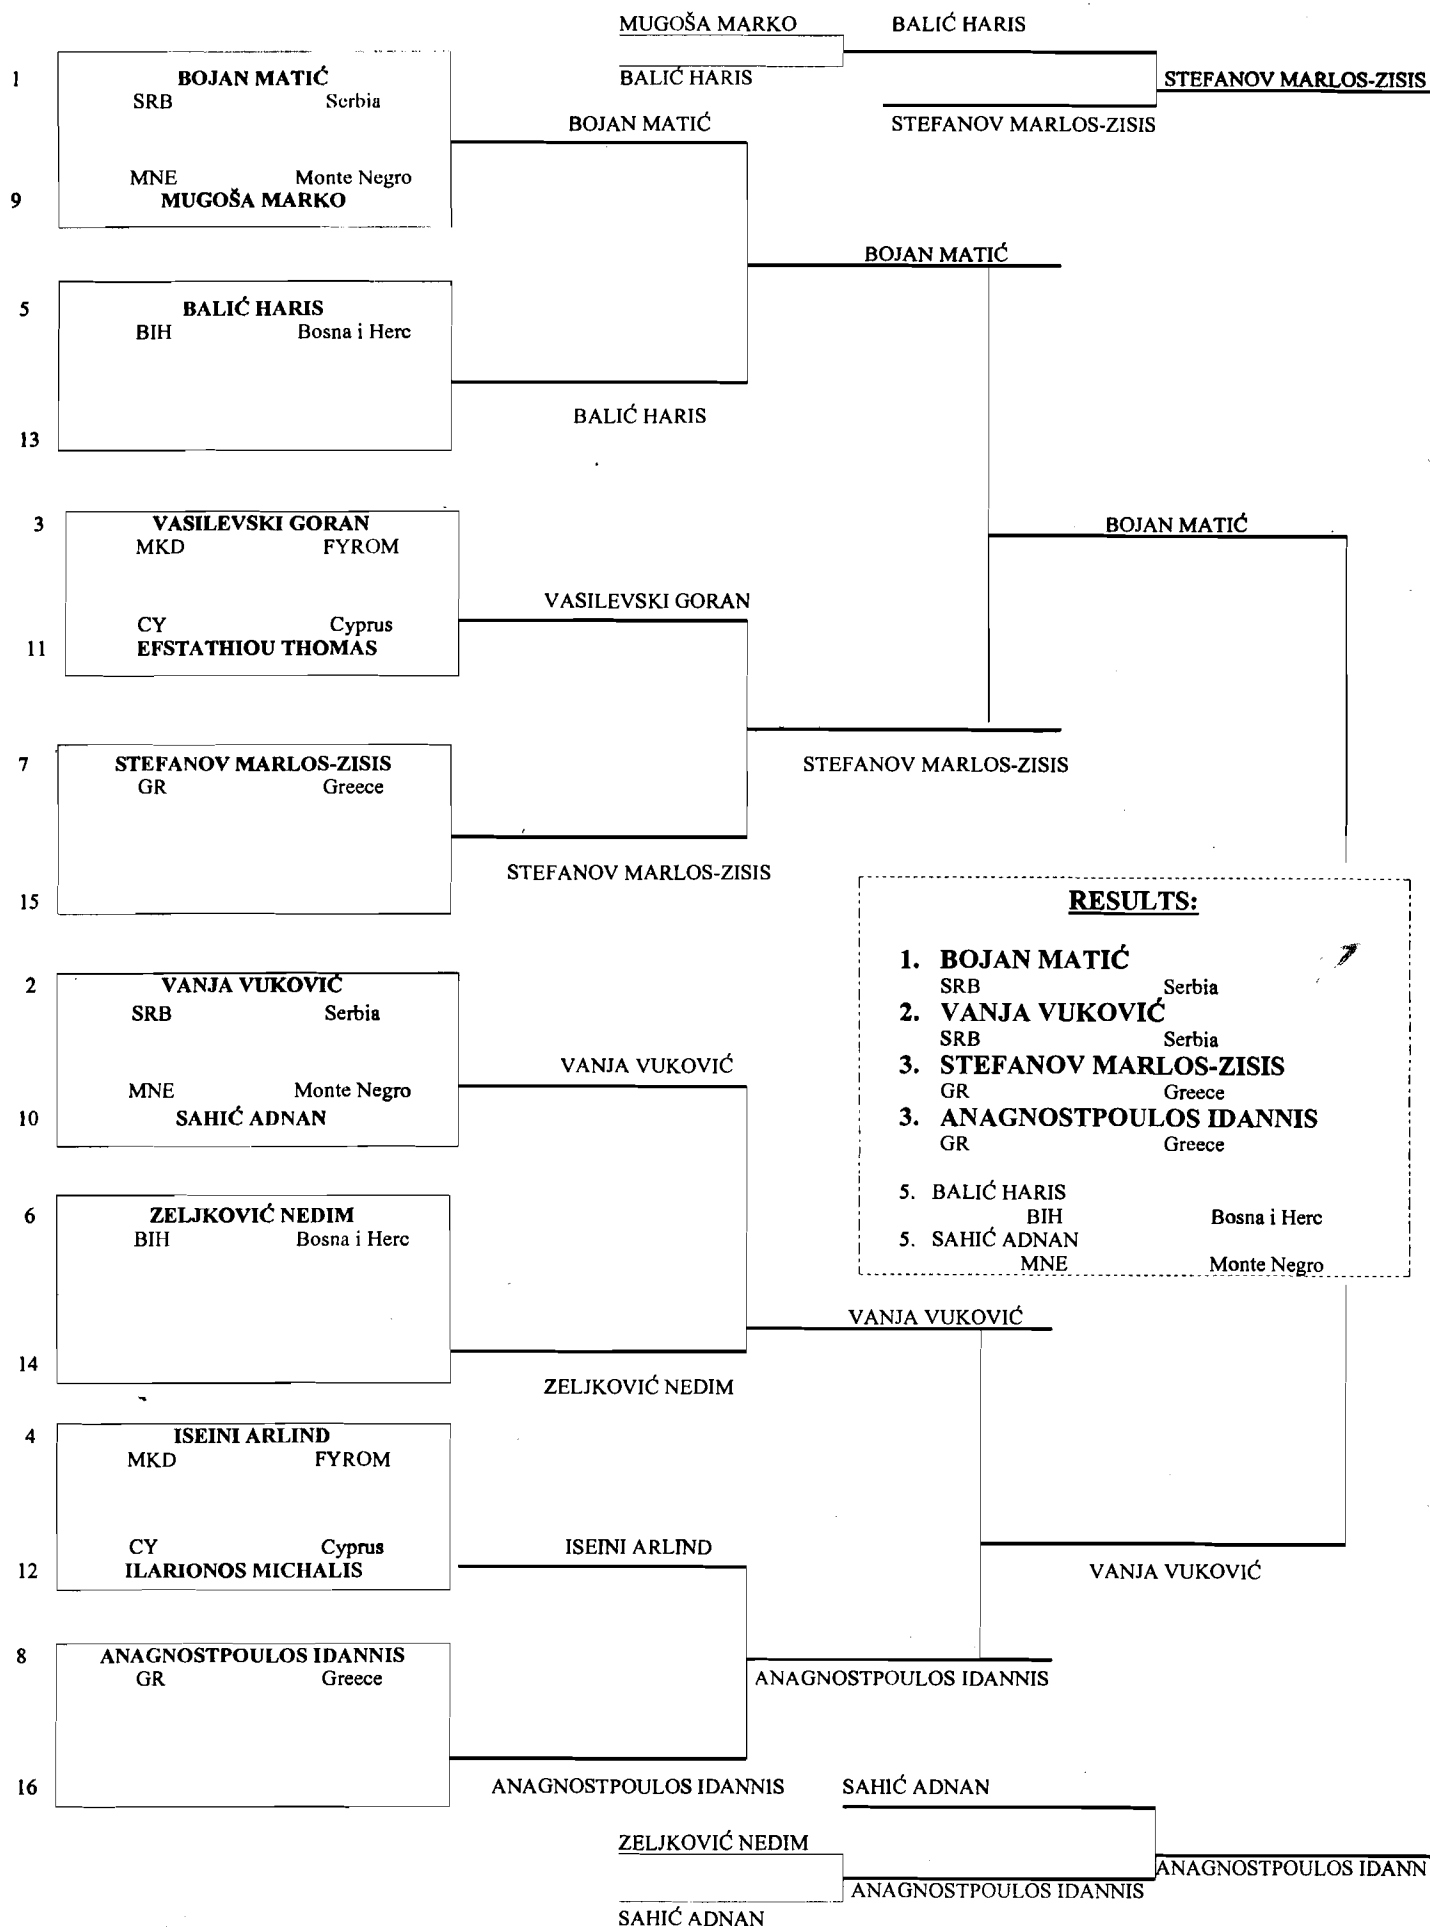 MUGOŠA MARKO
BALIĆ HARIS
BALIĆ HARIS
STEFANOV MARLOS-ZISIS
STEFANOV MARLOS-ZISIS
1 BOJAN MATIĆ
SRB Serbia
BOJAN MATIĆ
MNE Monte Negro
9 MUGOŠA MARKO
BOJAN MATIĆ
5 BALIĆ HARIS
BIH Bosna i Herc
BALIĆ HARIS
13
3 VASILEVSKI GORAN
MKD FYROM
BOJAN MATIĆ
VASILEVSKI GORAN
CY Cyprus
11 EFSTATHIOU THOMAS
7 STEFANOV MARLOS-ZISIS
GR Greece
STEFANOV MARLOS-ZISIS
STEFANOV MARLOS-ZISIS
15
RESULTS:
1. BOJAN MATIĆ
SRB Serbia
2. VANJA VUKOVIĆ
SRB Serbia
3. STEFANOV MARLOS-ZISIS
GR Greece
3. ANAGNOSTPOULOS IDANNIS
GR Greece
5. BALIĆ HARIS
BIH Bosna i Herc
5. SAHIĆ ADNAN
MNE Monte Negro
2 VANJA VUKOVIĆ
SRB Serbia
VANJA VUKOVIĆ
MNE Monte Negro
10 SAHIĆ ADNAN
6 ZELJKOVIĆ NEDIM
BIH Bosna i Herc
VANJA VUKOVIĆ
14
ZELJKOVIĆ NEDIM
4 ISEINI ARLIND
MKD FYROM
ISEINI ARLIND
CY Cyprus
12 ILARIONOS MICHALIS
VANJA VUKOVIĆ
8 ANAGNOSTPOULOS IDANNIS
GR Greece
ANAGNOSTPOULOS IDANNIS
16
ANAGNOSTPOULOS IDANNIS
SAHIĆ ADNAN
ZELJKOVIĆ NEDIM
ANAGNOSTPOULOS IDANN
ANAGNOSTPOULOS IDANNIS
SAHIĆ ADNAN